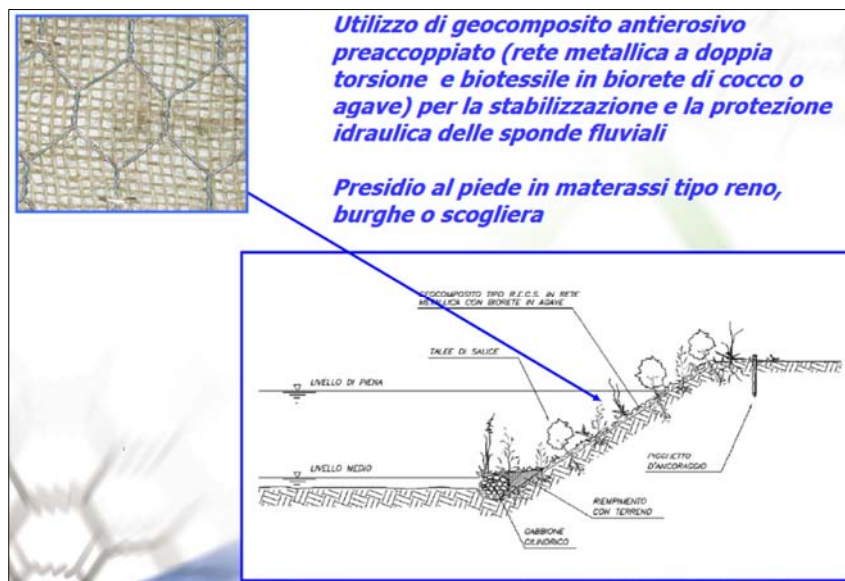 Utilizzo di geocomposito antierosivo
preaccoppiato (rete metallica a doppia
torsione e biotessile in biorete di cocco o
agave) per la stabilizzazione e la protezione
idraulica delle sponde fluviali
Presidio al piede in materassi tipo reno,
burghe o scogliera
GEOCOMPOSITO TIPO R.E.C.S. IN RETE
METALLICA CON BIORETE IN AGAVE
TALEE DI SALICE
LIVELLO DI PIENA
LIVELLO MEDIO
PICCHETTO
D'ANCORAGGIO
RIEMPIMENTO
CON TERRENO
GABBIONE
CILINDRICO